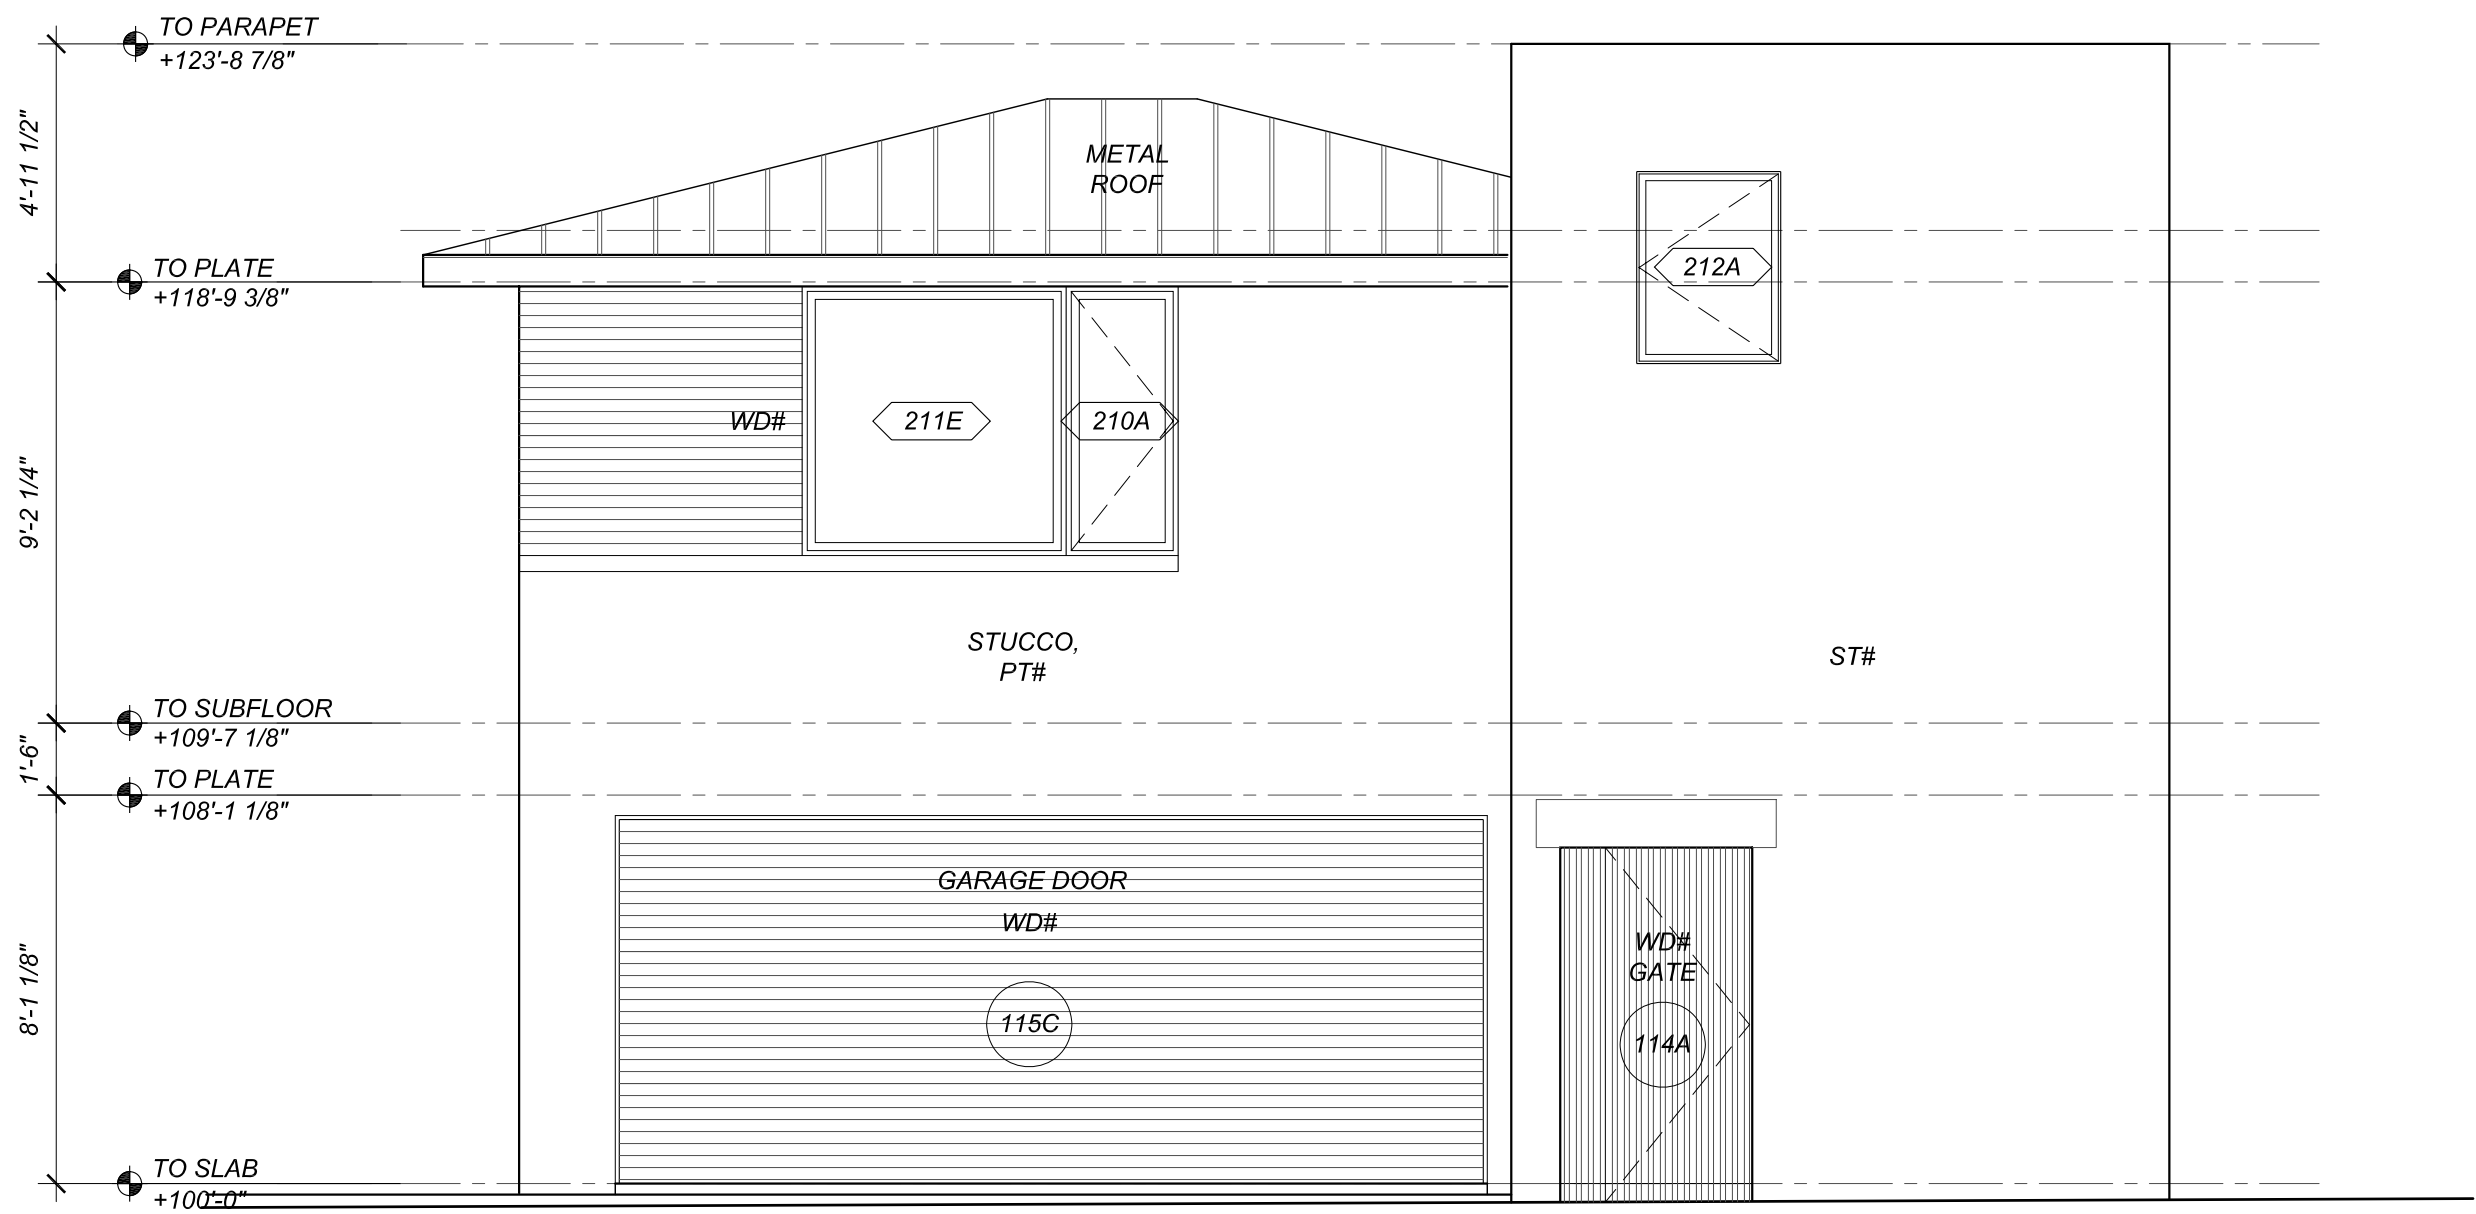 TO PARAPET
+123'-8 7/8"
4'-11 1/2"
METAL
ROOF
TO PLATE
+118'-9 3/8"
212A
WD#
211E
210A
9'-2 1/4"
STUCCO,
PT#
ST#
TO SUBFLOOR
+109'-7 1/8"
1'-6"
TO PLATE
+108'-1 1/8"
GARAGE DOOR
WD#
WD#
GATE
8'-1 1/8"
115C
114A
TO SLAB
+100'-0"